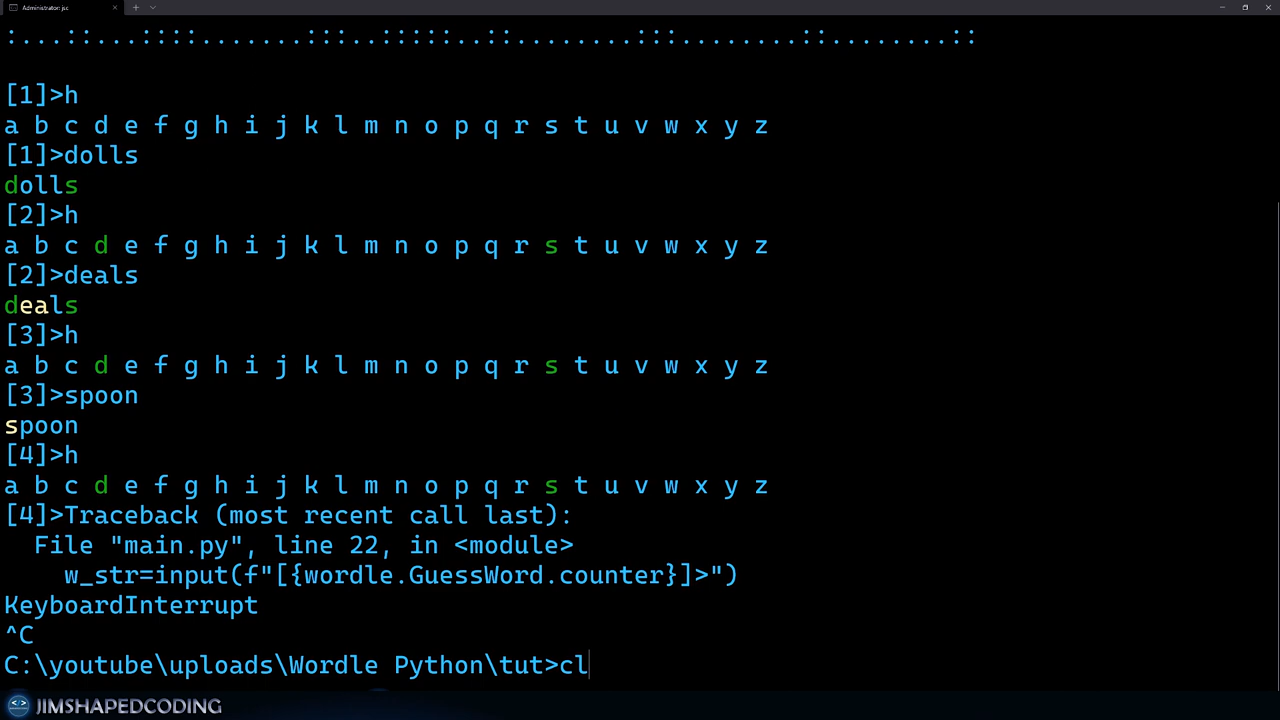 Administrator: jsc
:...::...::::.......:::..:::::..::........:::........::........::
[1]>h
a b c d e f g h i j k l m n o p q r s t u v w x y z
[1]>dolls
dolls
[2]>h
a b c d e f g h i j k l m n o p q r s t u v w x y z
[2]>deals
deals
[3]>h
a b c d e f g h i j k l m n o p q r s t u v w x y z
[3]>spoon
spoon
[4]>h
a b c d e f g h i j k l m n o p q r s t u v w x y z
[4]>Traceback (most recent call last):
  File "main.py", line 22, in <module>
    w_str=input(f"[{wordle.GuessWord.counter}]>")
KeyboardInterrupt
^C
C:\youtube\uploads\Wordle Python\tut>cl
<> JIMSHAPEDCODING